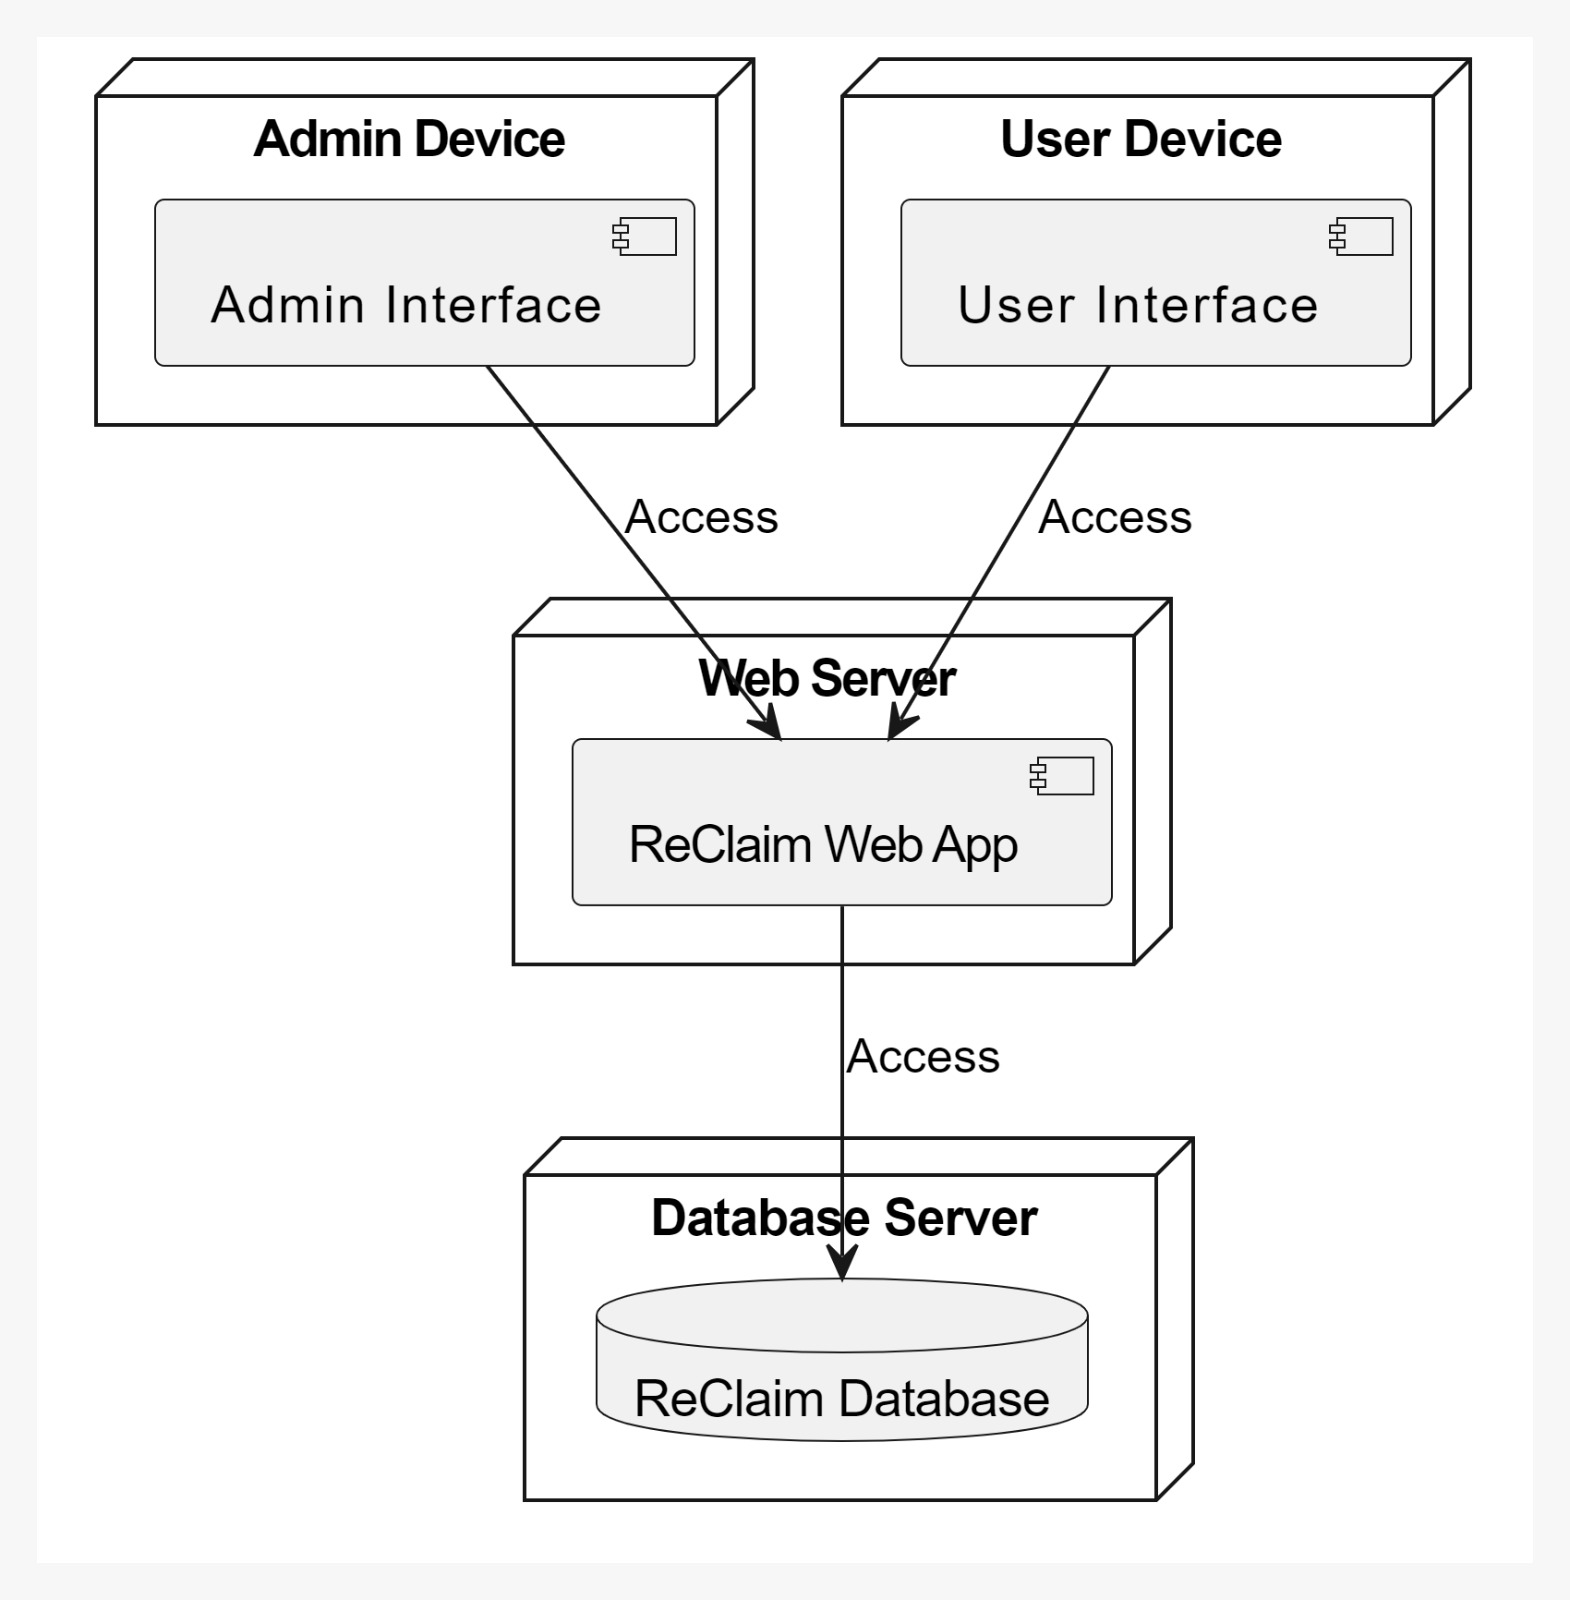 Admin Device
User Device
Admin Interface
User Interface
Access
Access
Web Server
ReClaim Web App
Access
Database Server
ReClaim Database